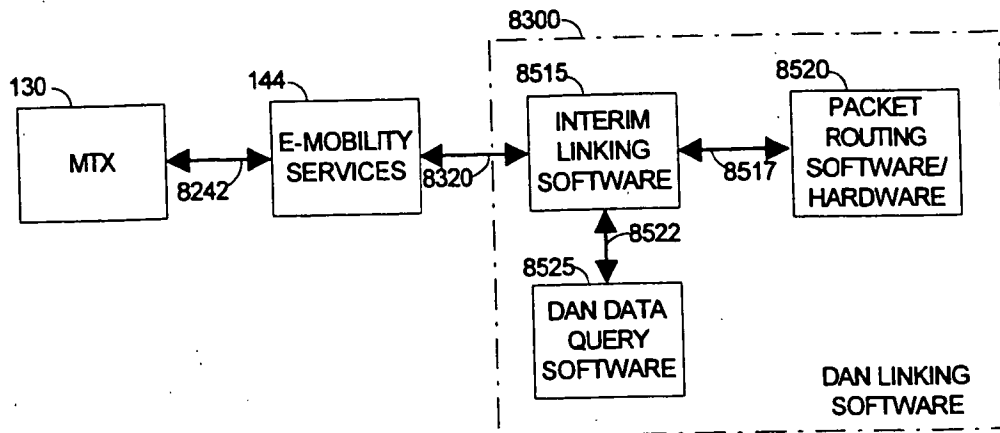 8300
130
MTX
8242
144
E-MOBILITY
SERVICES
8320
8515
INTERIM
LINKING
SOFTWARE
8517
8520
PACKET
ROUTING
SOFTWARE/
HARDWARE
8522
8525
DAN DATA
QUERY
SOFTWARE
DAN LINKING
SOFTWARE